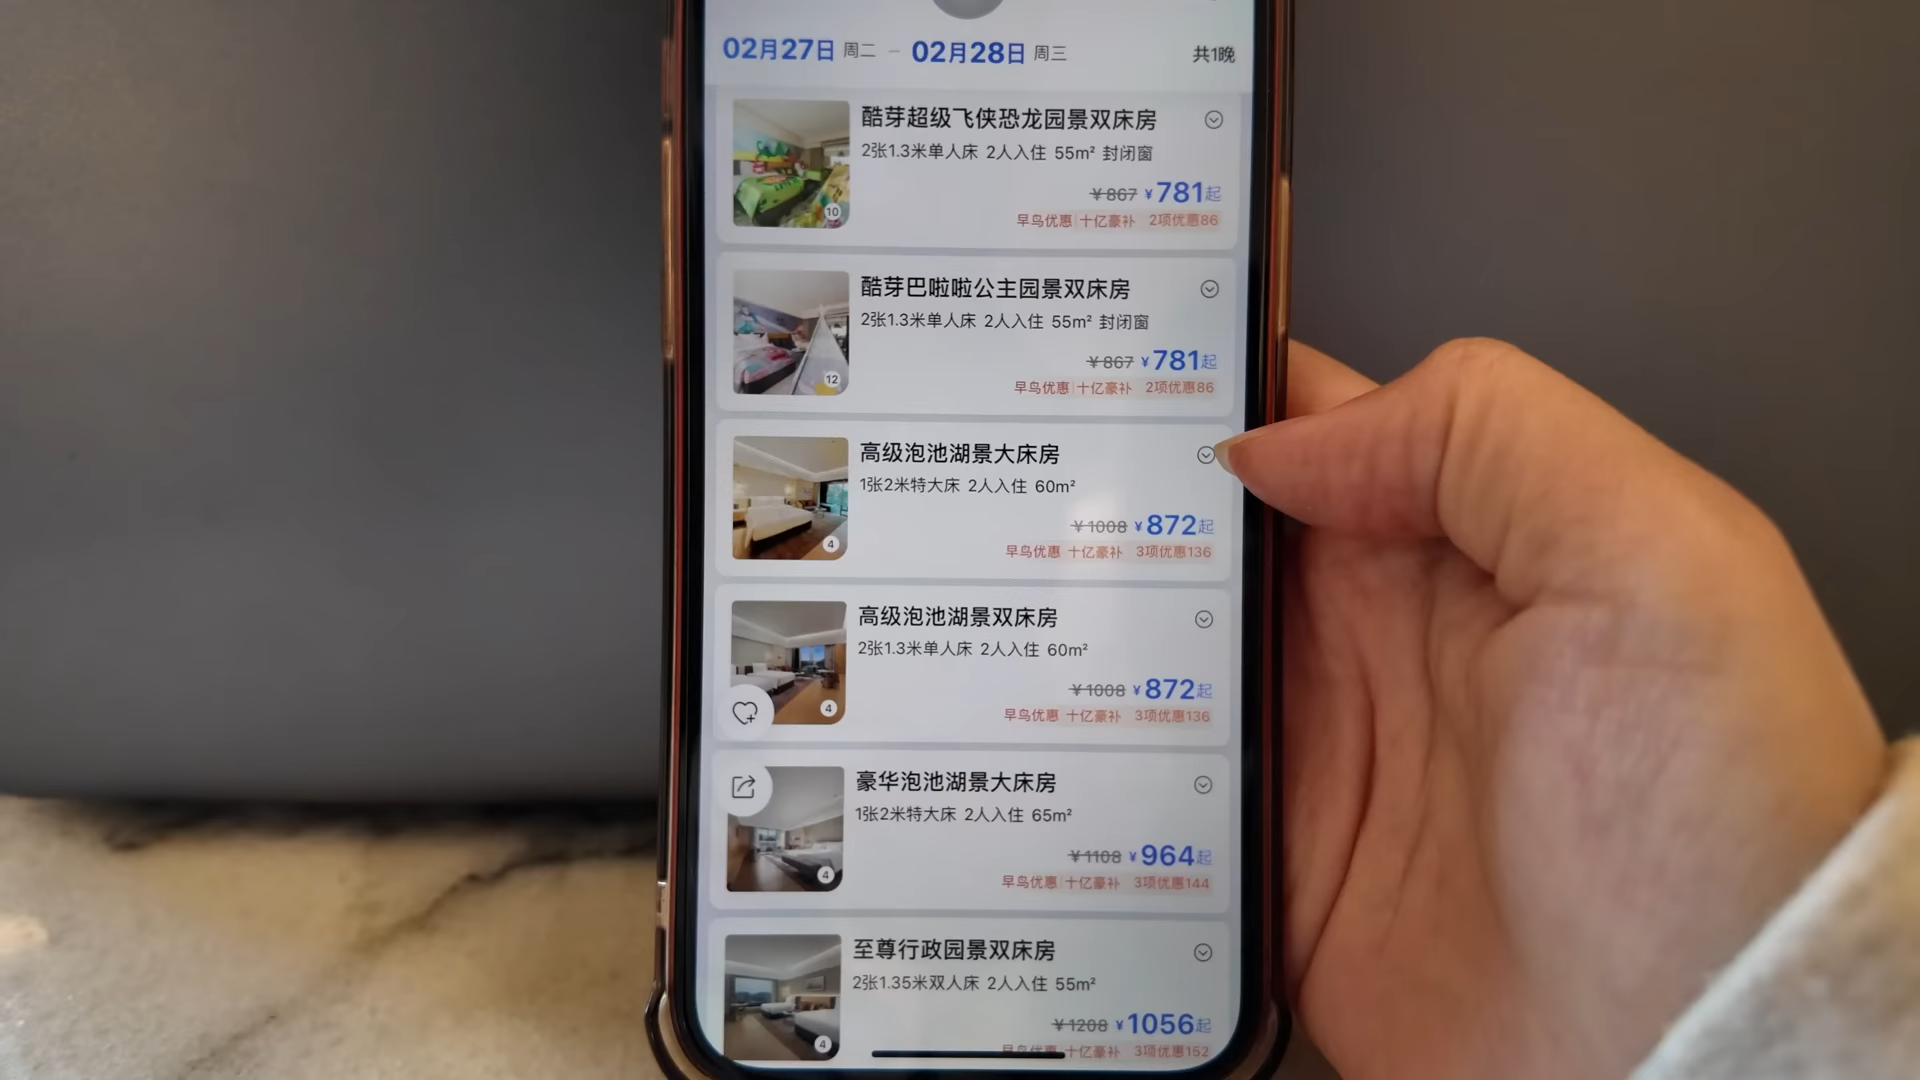 02月27日 周二 — 02月28日 周三 共1晚
酷芽超级飞侠恐龙园景双床房
2张1.3米单人床 2人入住 55m² 封闭窗
¥867 ¥781起
早鸟优惠 十亿豪补 2项优惠86
10
酷芽巴啦啦公主园景双床房
2张1.3米单人床 2人入住 55m² 封闭窗
¥867 ¥781起
早鸟优惠 十亿豪补 2项优惠86
12
高级泡池湖景大床房
1张2米特大床 2人入住 60m²
¥1008 ¥872起
早鸟优惠 十亿豪补 3项优惠136
4
高级泡池湖景双床房
2张1.3米单人床 2人入住 60m²
¥1008 ¥872起
早鸟优惠 十亿豪补 3项优惠136
4
豪华泡池湖景大床房
1张2米特大床 2人入住 65m²
¥1108 ¥964起
早鸟优惠 十亿豪补 3项优惠144
4
至尊行政园景双床房
2张1.35米双人床 2人入住 55m²
¥1208 ¥1056起
早鸟优惠 十亿豪补 3项优惠152
4